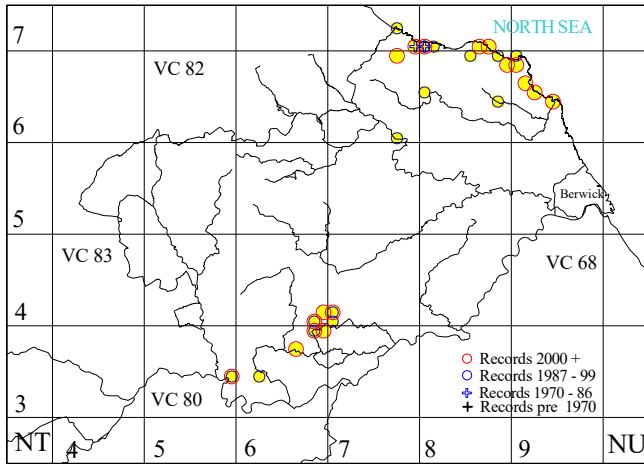 NORTH SEA
7
VC 82
6
Berwick
5
VC 83
VC 68
4
Records 2000 +
Records 1987 - 99
Records 1970 - 86
Records pre 1970
VC 80
3
NT 4 5 6 7 8 9 NU